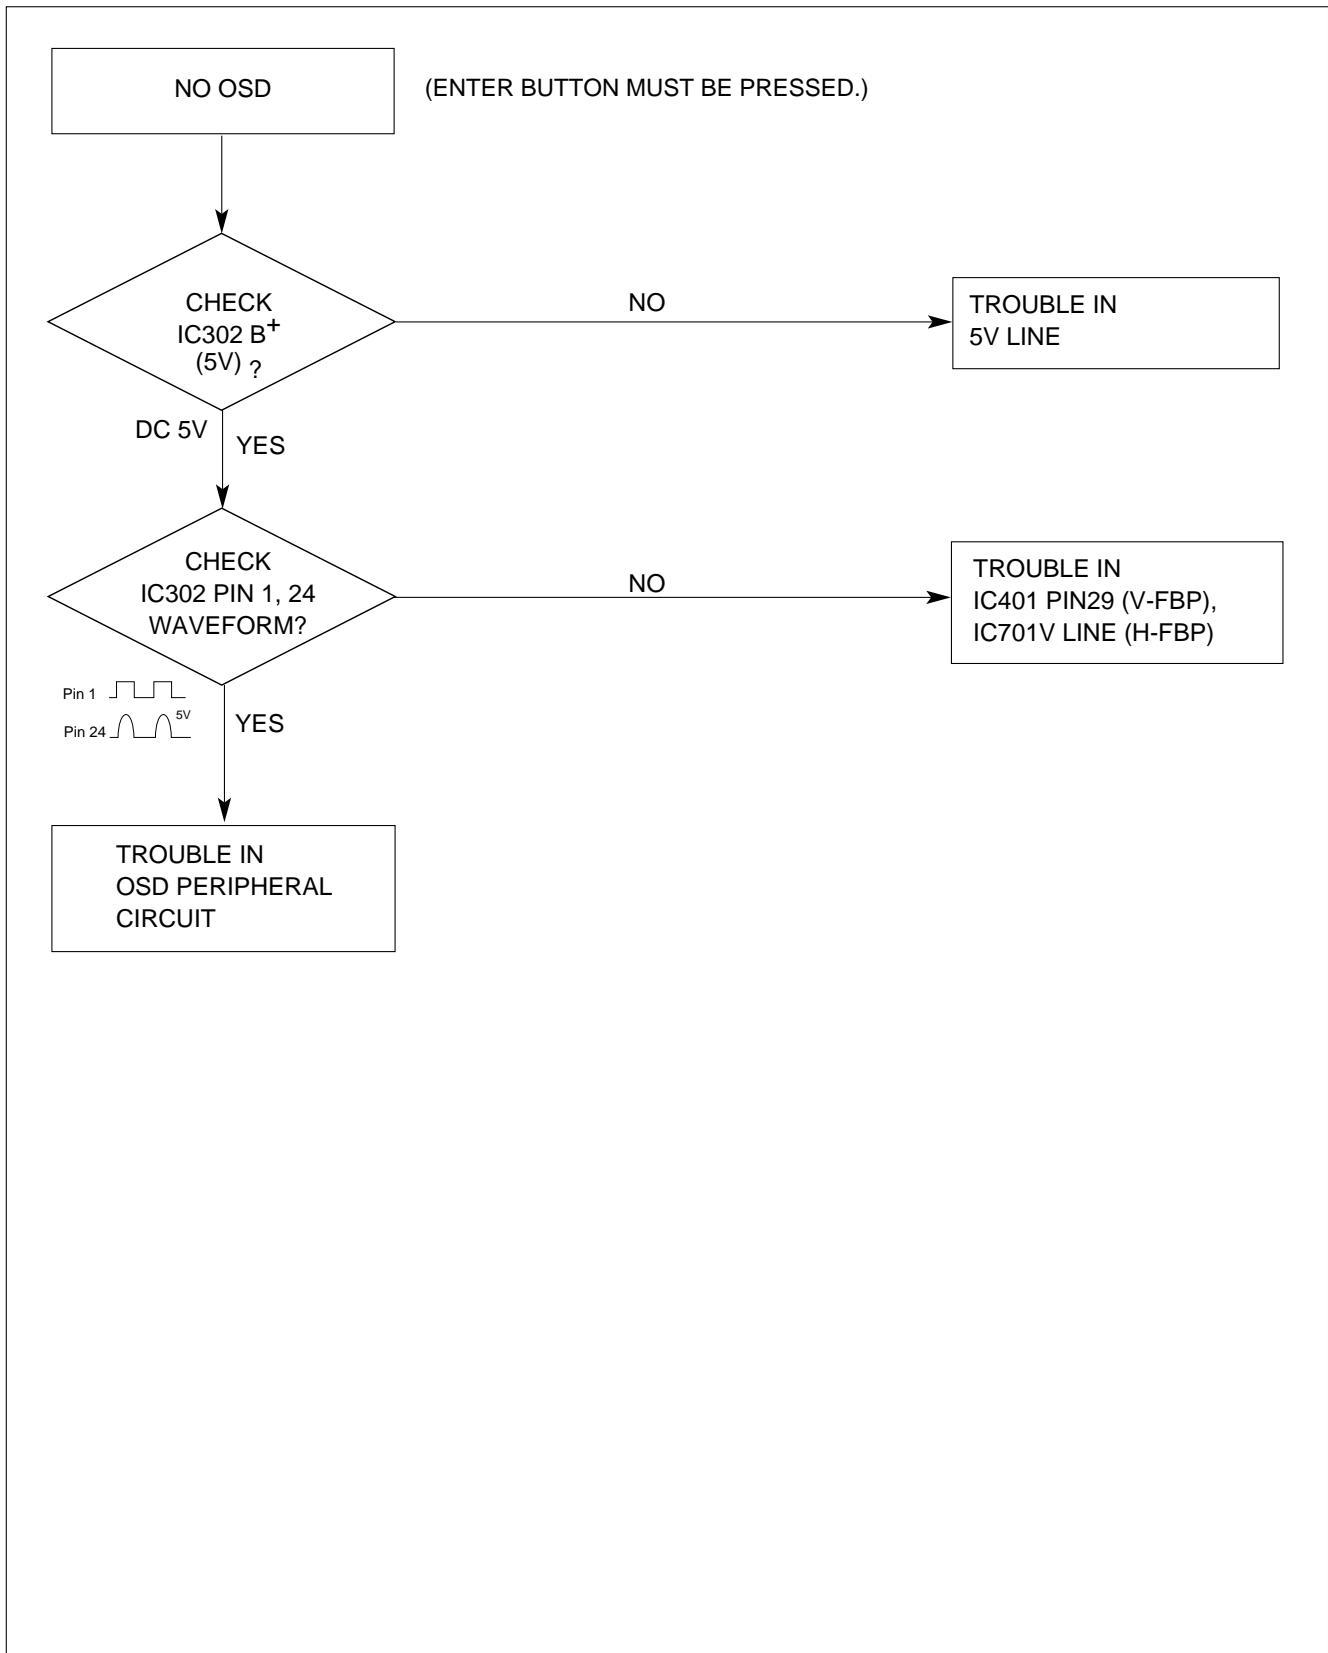 NO OSD
(ENTER BUTTON MUST BE PRESSED.)
CHECK
IC302 B+
(5V) ?
NO
TROUBLE IN
5V LINE
DC 5V
YES
CHECK
IC302 PIN 1, 24
WAVEFORM?
NO
TROUBLE IN
IC401 PIN29 (V-FBP),
IC701V LINE (H-FBP)
Pin 1
Pin 24
5V
YES
TROUBLE IN
OSD PERIPHERAL
CIRCUIT